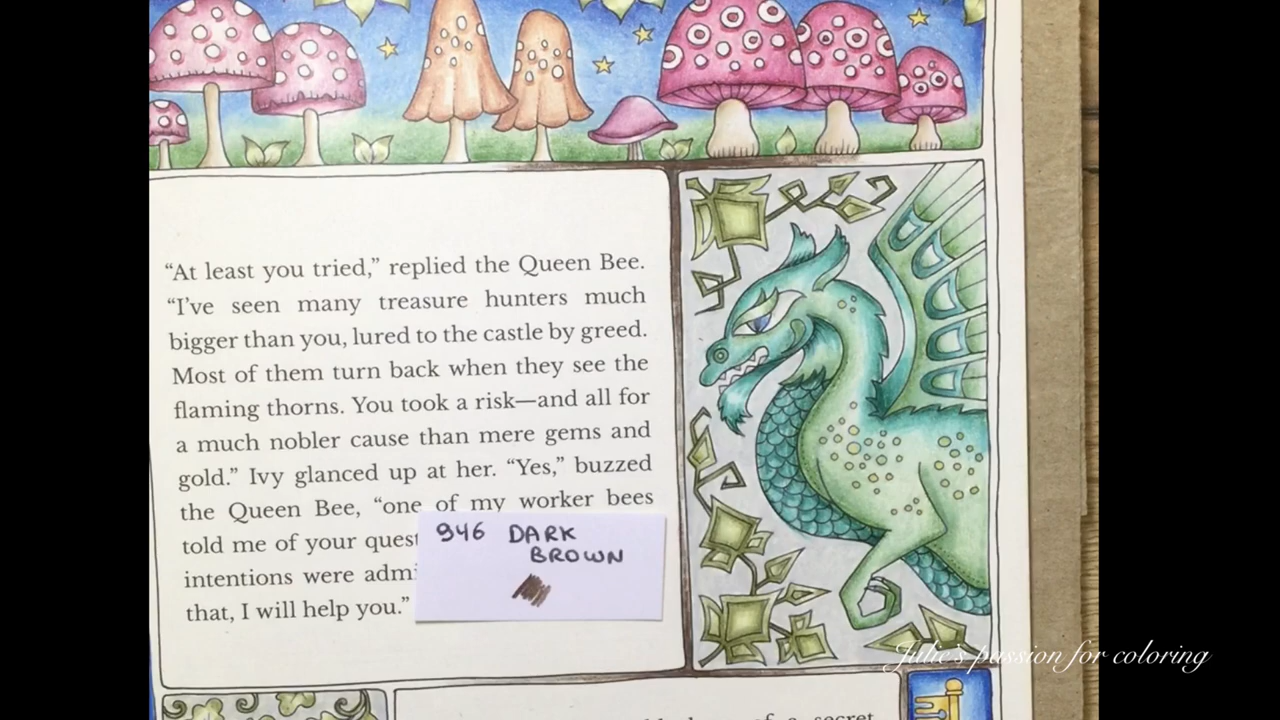 “At least you tried,” replied the Queen Bee.
“I’ve seen many treasure hunters much
bigger than you, lured to the castle by greed.
Most of them turn back when they see the
flaming thorns. You took a risk—and all for
a much nobler cause than mere gems and
gold.” Ivy glanced up at her. “Yes,” buzzed
the Queen Bee, “one of my worker bees
told me of your quest
intentions were admi
that, I will help you.”
946 DARK
BROWN
Julie's passion for coloring
of a secret